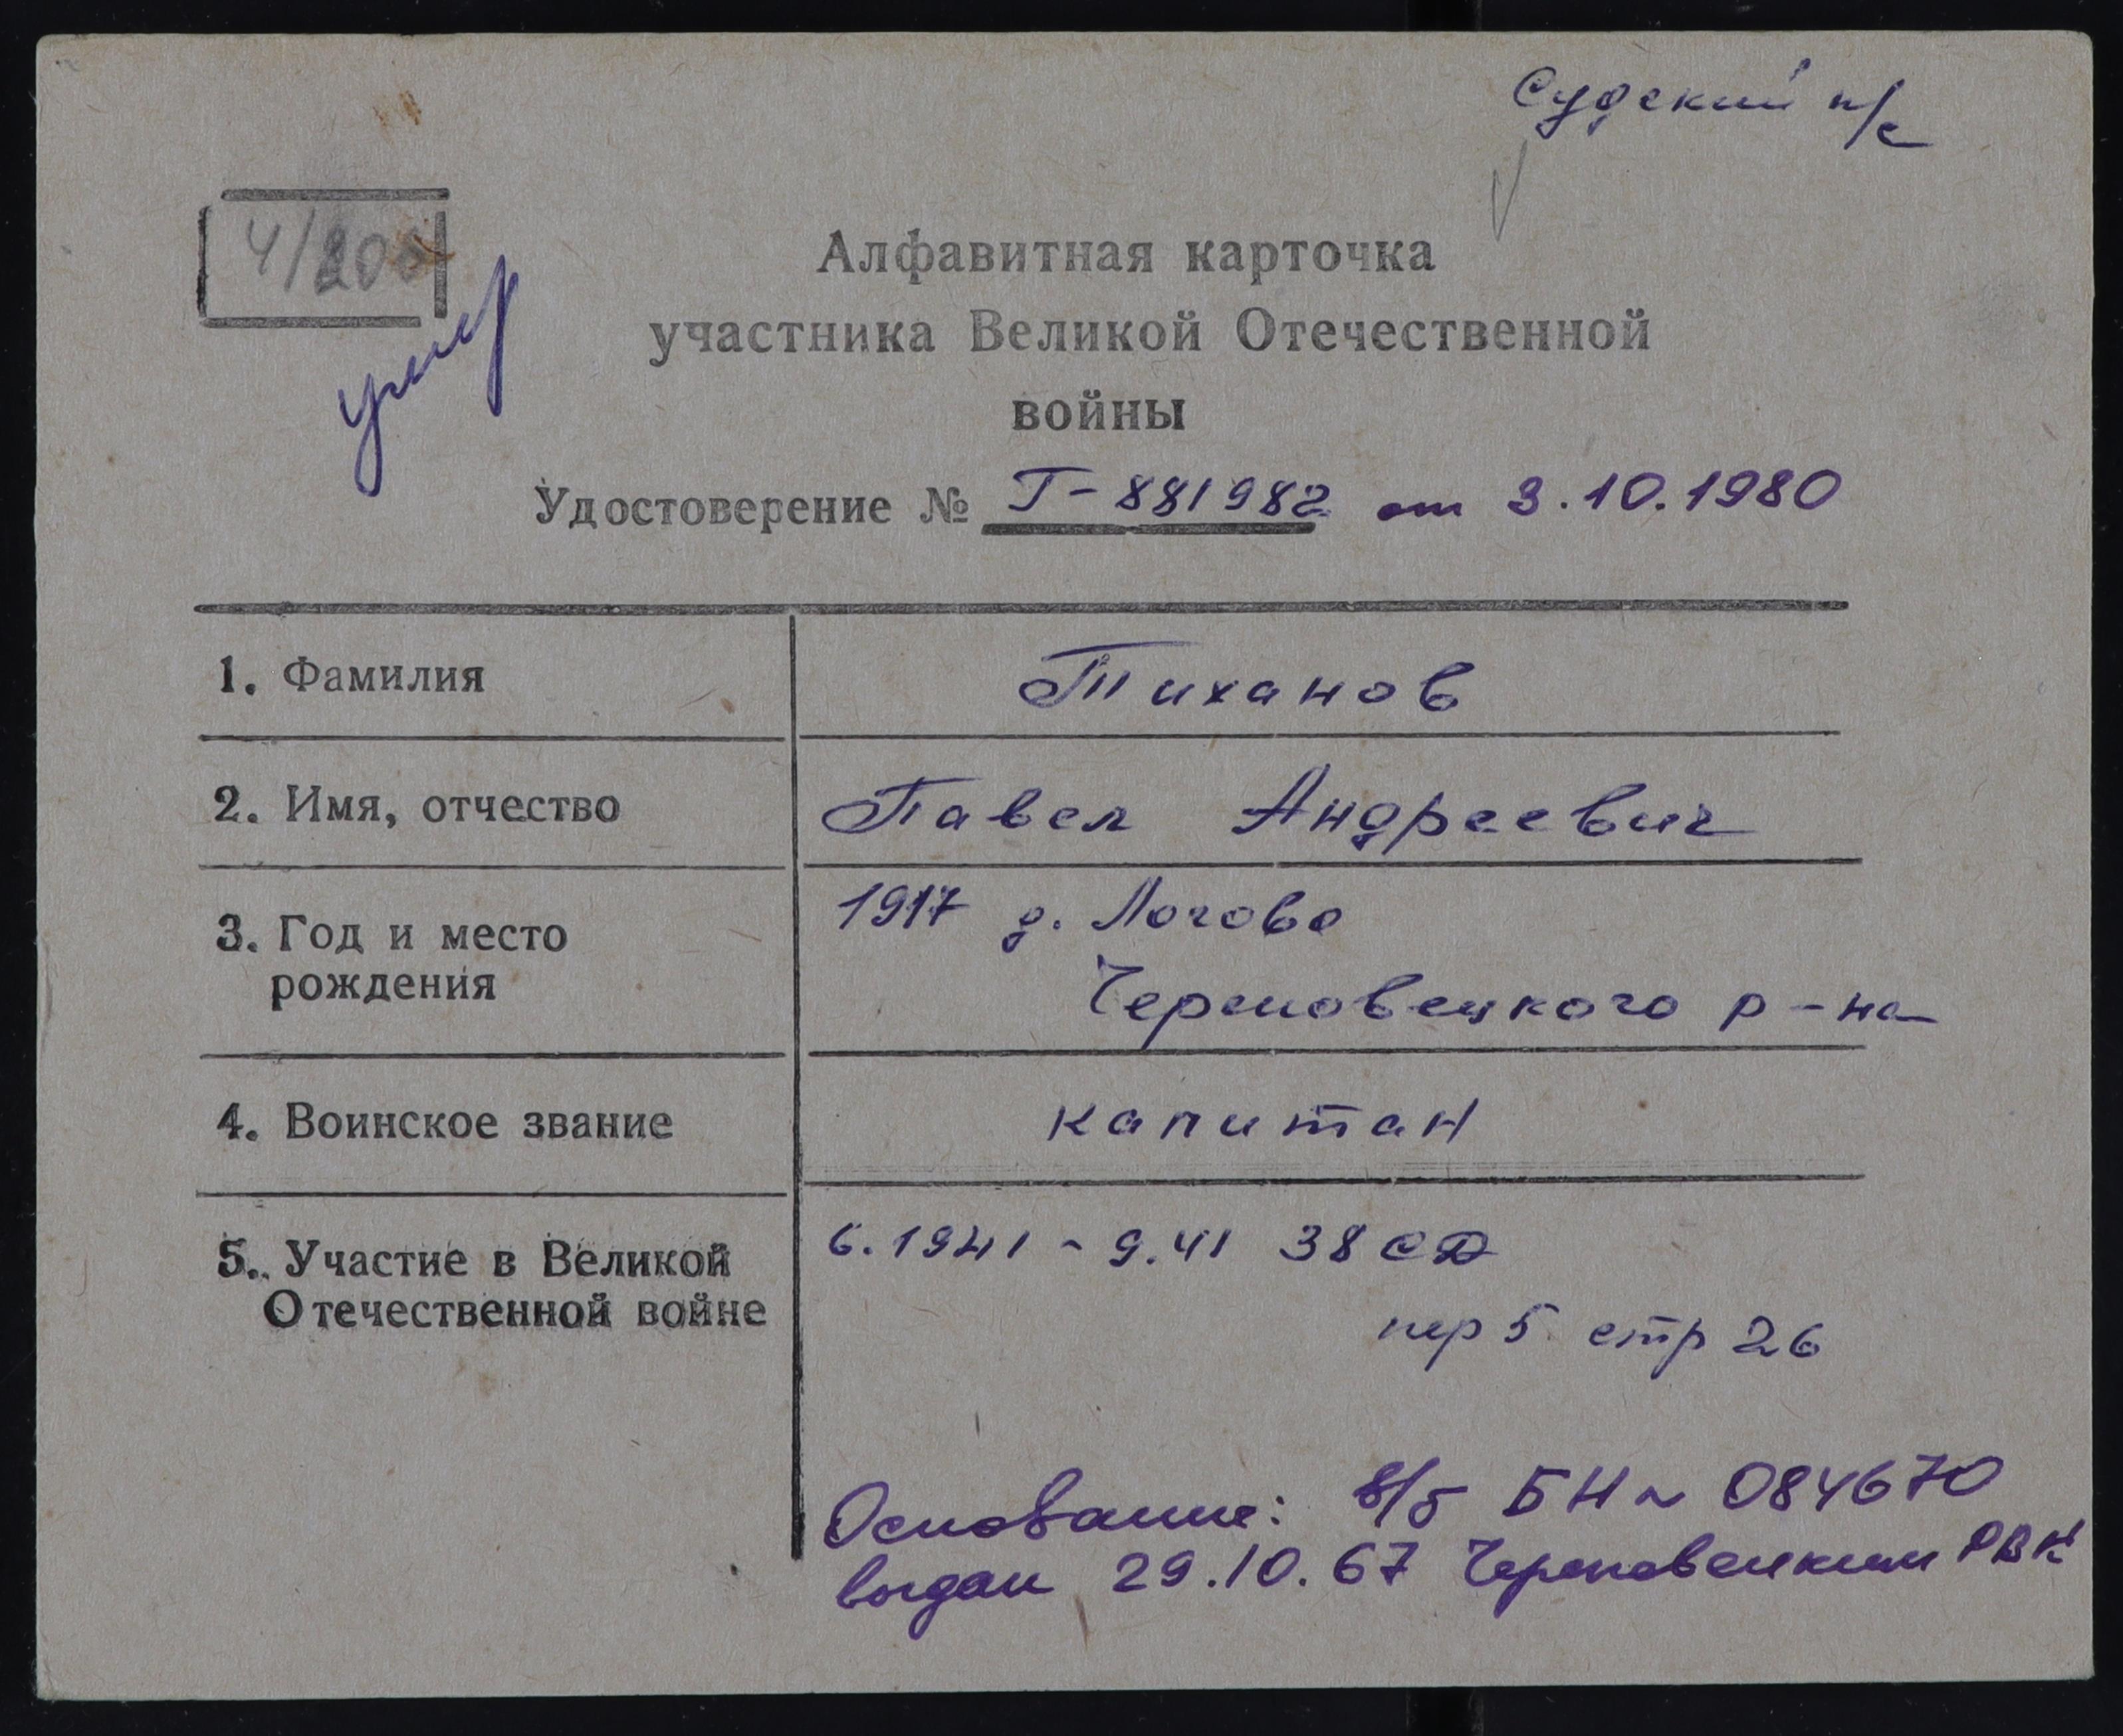 Судский п/с
4/200
умер
Алфавитная карточка
участника Великой Отечественной
войны
Удостоверение № Г-881982 от 3.10.1980
1. Фамилия Тиханов
2. Имя, отчество Павел Андреевич
3. Год и место 1917 д. Логово
рождения Череповецкого р-на
4. Воинское звание капитан
5. Участие в Великой 6.1941 - 9.41 38 СД
Отечественной войне пер 5 стр 26
Основание: в/б БН № 084670
выдан 29.10.67 Череповецким РВК